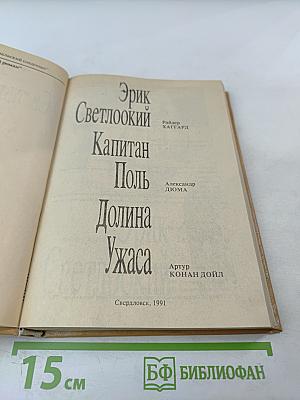 й роман"
Эрик
Светлоокий
Райдер
ХАГГАРД
Капитан
Поль
Александр
ДЮМА
Долина
Ужаса
Артур
КОНАН ДОЙЛ
Свердловск, 1991
15 см
БФ БИБЛИОФАН